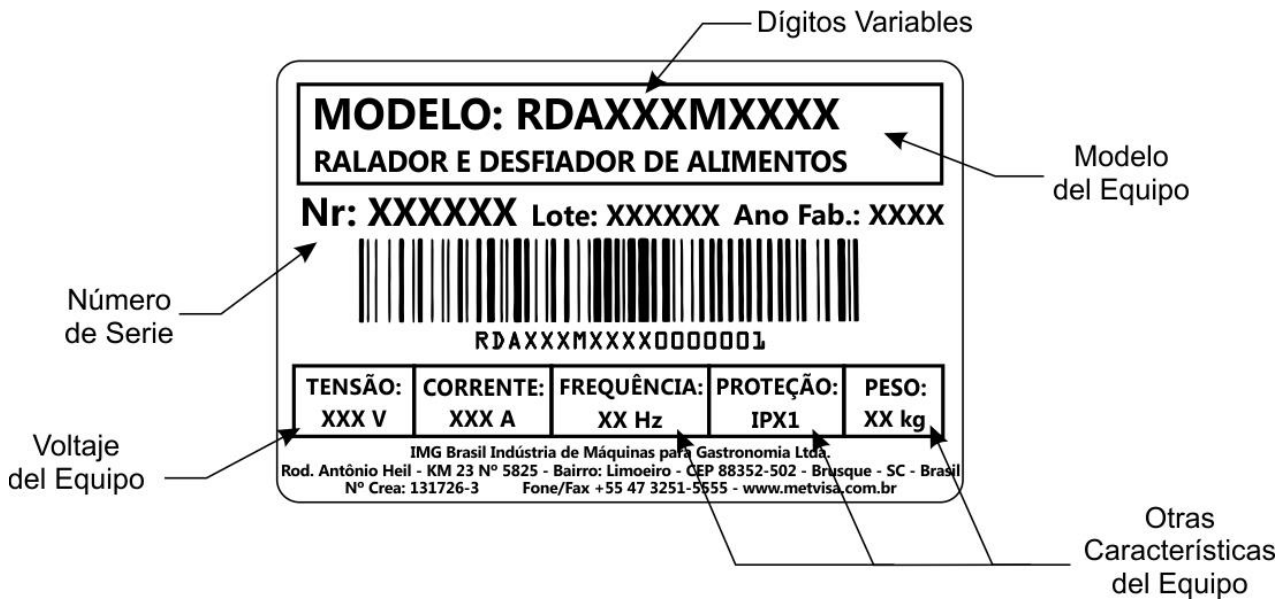 Dígitos Variables
MODELO: RDAXXXMXXXX
RALADOR E DESFIADOR DE ALIMENTOS
Modelo
del Equipo
Nr: XXXXXX Lote: XXXXXX Ano Fab.: XXXX
Número
de Serie
RDAXXXMXXXX0000001
TENSÃO: CORRENTE: FREQUÊNCIA: PROTEÇÃO: PESO:
XXX V XXX A XX Hz IPX1 XX kg
Voltaje
del Equipo
IMG Brasil Indústria de Máquinas para Gastronomia Ltda.
Rod. Antônio Heil - KM 23 Nº 5825 - Bairro: Limoeiro - CEP 88352-502 - Brusque - SC - Brasil
Nº Crea: 131726-3 Fone/Fax +55 47 3251-5555 - www.metvisa.com.br
Otras
Características
del Equipo